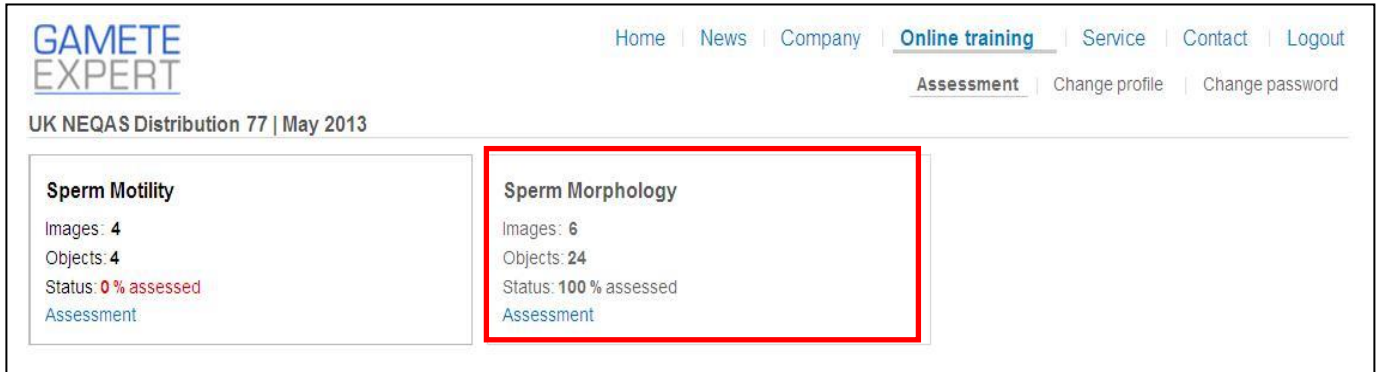 GAMETE
EXPERT
Home | News | Company | Online training | Service | Contact | Logout
Assessment | Change profile | Change password
UK NEQAS Distribution 77 | May 2013
Sperm Motility
Images: 4
Objects: 4
Status: 0 % assessed
Assessment
Sperm Morphology
Images: 6
Objects: 24
Status: 100 % assessed
Assessment